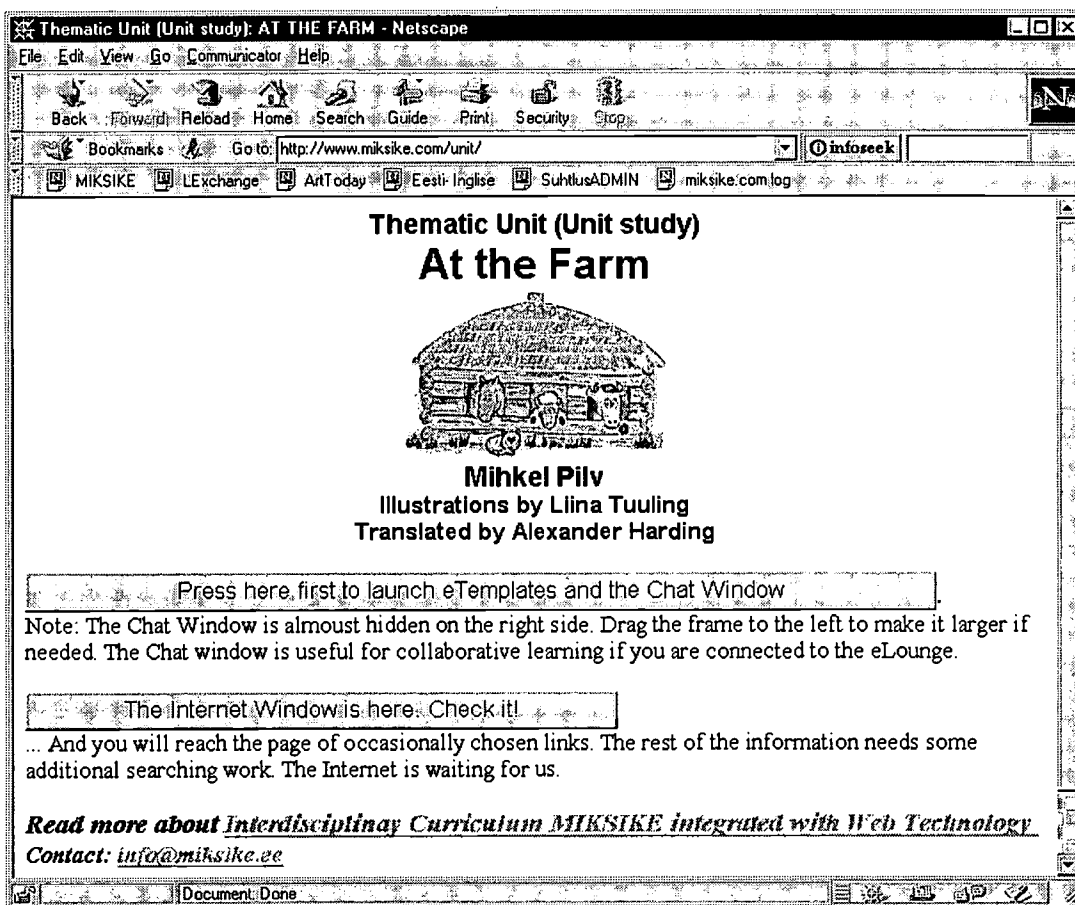 Thematic Unit (Unit study): AT THE FARM - Netscape
File Edit View Go Communicator Help
Back Forward Reload Home Search Guide Print Security Stop
Bookmarks Go to: http://www.miksike.com/unit/ infoseek
MIKSIKE LExchange ArtToday Eesti-Inglise SuhtlusADMIN miksike.com log
Thematic Unit (Unit study)
At the Farm
Mihkel Pilv
Illustrations by Liina Tuuling
Translated by Alexander Harding
Press here first to launch eTemplates and the Chat Window.
Note: The Chat Window is almoust hidden on the right side. Drag the frame to the left to make it larger if
needed. The Chat window is useful for collaborative learning if you are connected to the eLounge.
The Internet Window is here. Check it!
... And you will reach the page of occasionally chosen links. The rest of the information needs some
additional searching work. The Internet is waiting for us.
Read more about Interdisciplinay Curriculum MIKSIKE integrated with Web Technology
Contact: info@miksike.ee
Document: Done